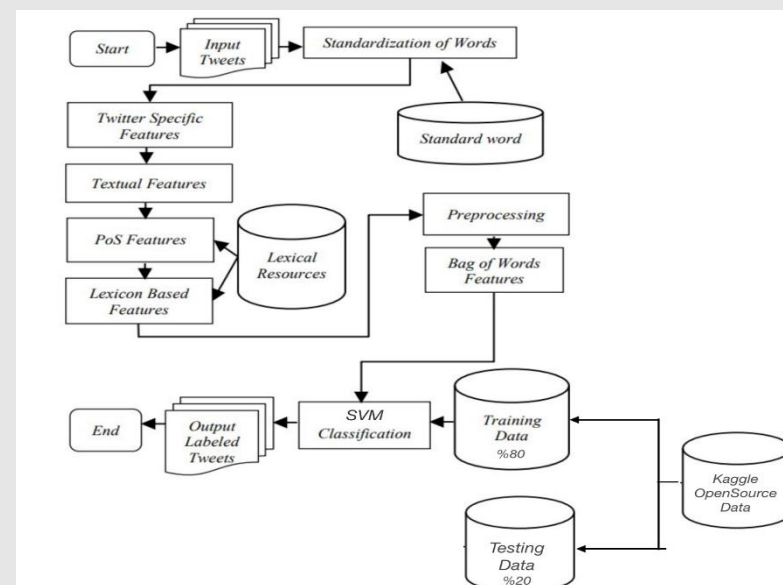 Start
Input
Tweets
Standardization of Words
Twitter Specific
Features
Standard word
Textual Features
PoS Features
Lexical
Resources
Preprocessing
Lexicon Based
Features
Bag of Words
Features
End
Output
Labeled
Tweets
SVM
Classification
Training
Data
%80
Kaggle
OpenSource
Data
Testing
Data
%20